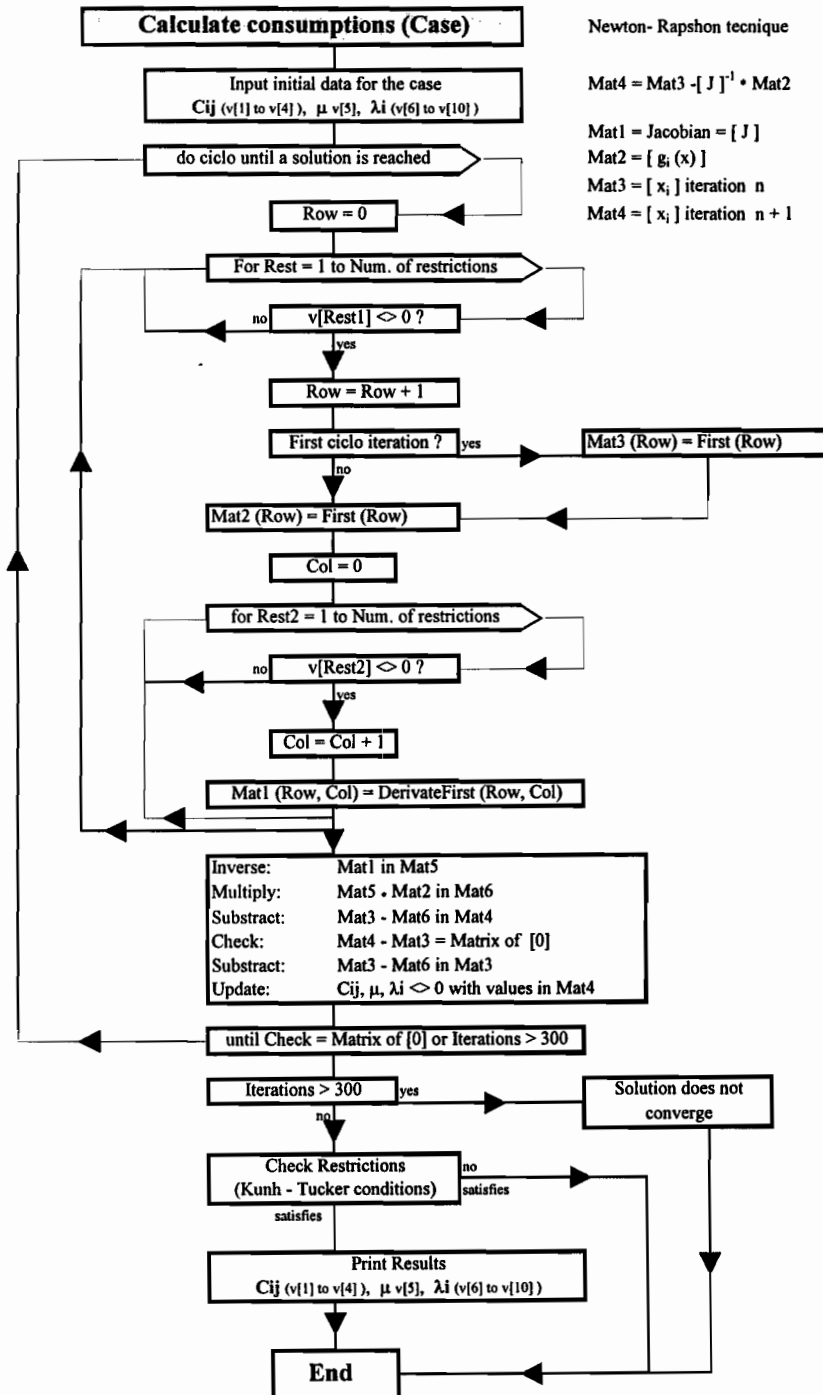 Calculate consumptions (Case)
Newton- Rapshon tecnique
Input initial data for the case
Cij (v[1] to v[4] ), μ v[5], λi (v[6] to v[10] )
Mat4 = Mat3 -[ J ]⁻¹ * Mat2
Mat1 = Jacobian = [ J ]
Mat2 = [ gᵢ (x) ]
Mat3 = [ xᵢ ] iteration n
Mat4 = [ xᵢ ] iteration n + 1
do ciclo until a solution is reached
Row = 0
For Rest = 1 to Num. of restrictions
no
v[Rest1] <> 0 ?
yes
Row = Row + 1
First ciclo iteration ?
yes
Mat3 (Row) = First (Row)
no
Mat2 (Row) = First (Row)
Col = 0
for Rest2 = 1 to Num. of restrictions
no
v[Rest2] <> 0 ?
yes
Col = Col + 1
Mat1 (Row, Col) = DerivateFirst (Row, Col)
Inverse: Mat1 in Mat5
Multiply: Mat5 * Mat2 in Mat6
Substract: Mat3 - Mat6 in Mat4
Check: Mat4 - Mat3 = Matrix of [0]
Substract: Mat3 - Mat6 in Mat3
Update: Cij, μ, λi <> 0 with values in Mat4
until Check = Matrix of [0] or Iterations > 300
Iterations > 300
yes
Solution does not
converge
no
Check Restrictions
(Kunh - Tucker conditions)
no
satisfies
satisfies
Print Results
Cij (v[1] to v[4] ), μ v[5], λi (v[6] to v[10] )
End